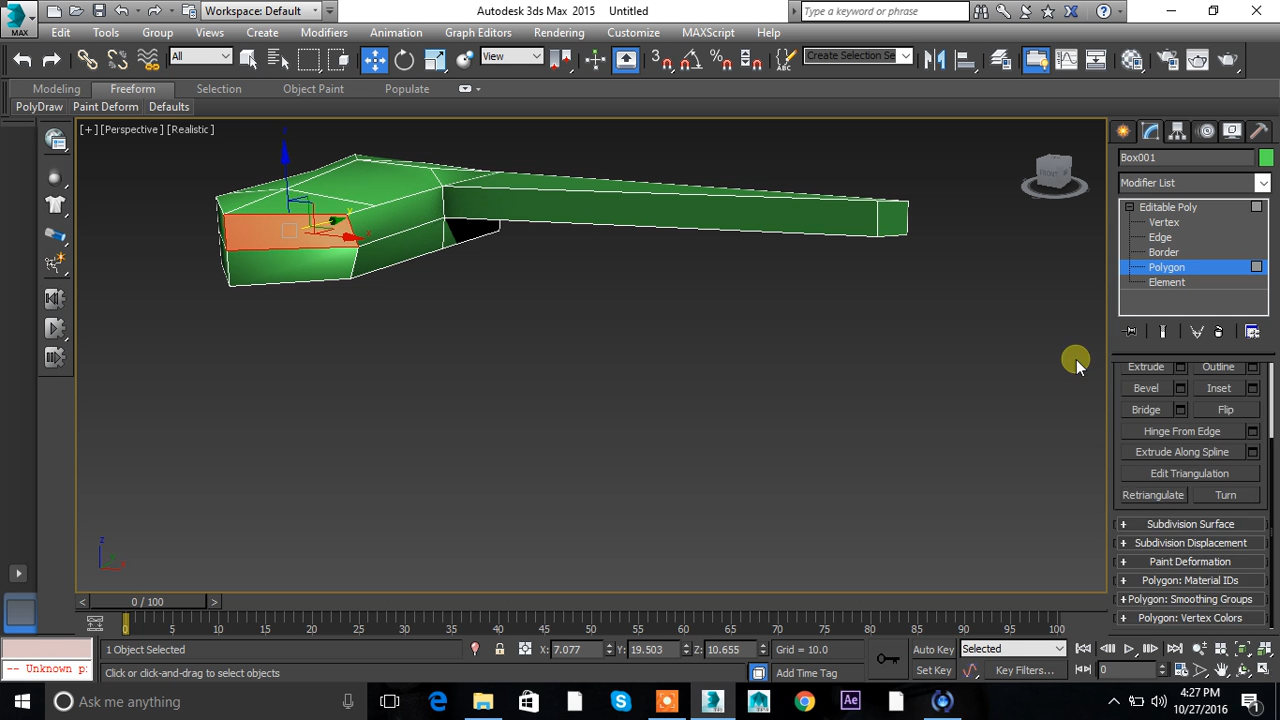 MAX
Workspace: Default
Autodesk 3ds Max 2015 Untitled
Type a keyword or phrase
Edit Tools Group Views Create Modifiers Animation Graph Editors Rendering Customize MAXScript Help
All
View
3
Create Selection Se
Modeling Freeform Selection Object Paint Populate
PolyDraw Paint Deform Defaults
[+] [Perspective] [Realistic]
FRONT
Box001
Modifier List
Editable Poly
Vertex
Edge
Border
Polygon
Element
Extrude Outline
Bevel Inset
Bridge Flip
Hinge From Edge
Extrude Along Spline
Edit Triangulation
Retriangulate Turn
+ Subdivision Surface
+ Subdivision Displacement
+ Paint Deformation
+ Polygon: Material IDs
+ Polygon: Smoothing Groups
+ Polygon: Vertex Colors
z
x
< 0 / 100 >
0 5 10 15 20 25 30 35 40 45 50 55 60 65 70 75 80 85 90 95 100
1 Object Selected X: 7.077 Y: 19.503 Z: 10.655 Grid = 10.0 Auto Key Selected
-- Unknown p: Click or click-and-drag to select objects Add Time Tag Set Key Key Filters... 0
Ask me anything
Ae
4:27 PM
10/27/2016